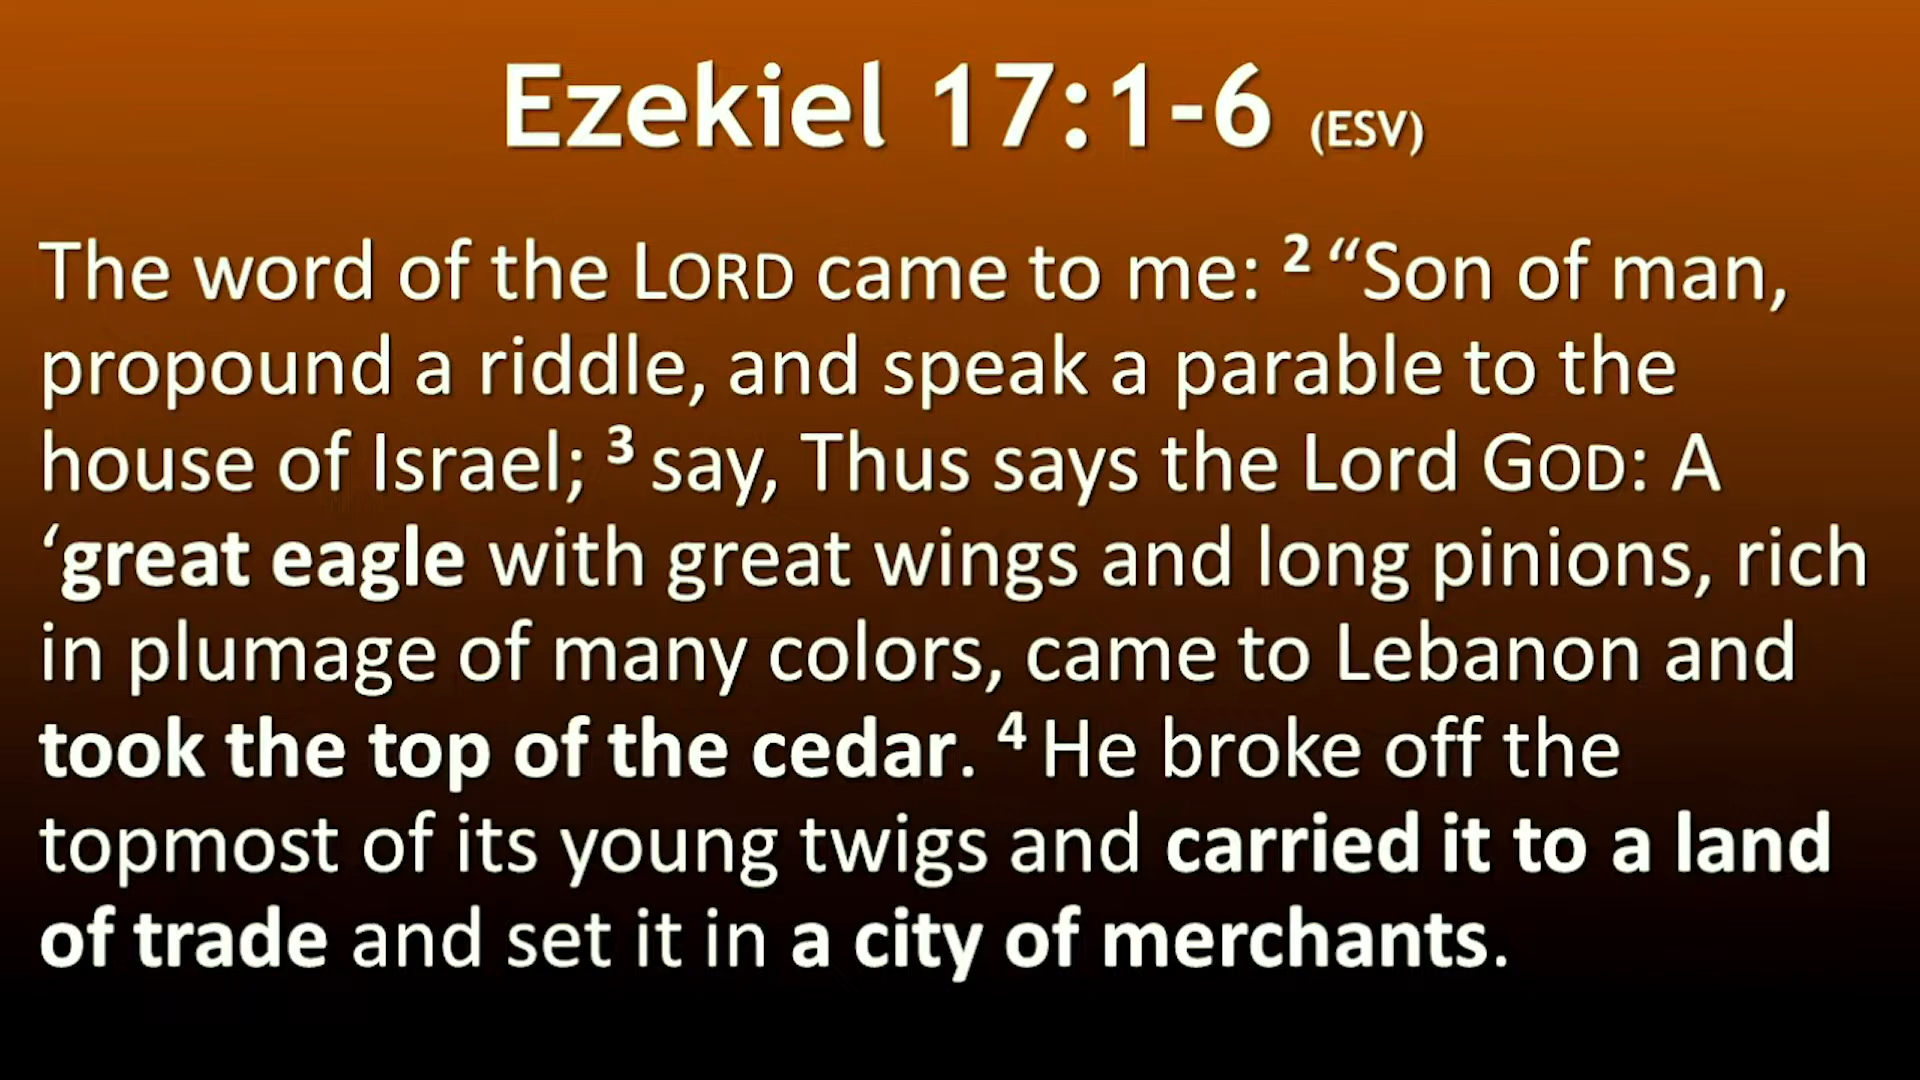 Ezekiel 17:1-6 (ESV)
The word of the LORD came to me: ² “Son of man,
propound a riddle, and speak a parable to the
house of Israel; ³ say, Thus says the Lord GOD: A
‘great eagle with great wings and long pinions, rich
in plumage of many colors, came to Lebanon and
took the top of the cedar. ⁴ He broke off the
topmost of its young twigs and carried it to a land
of trade and set it in a city of merchants.